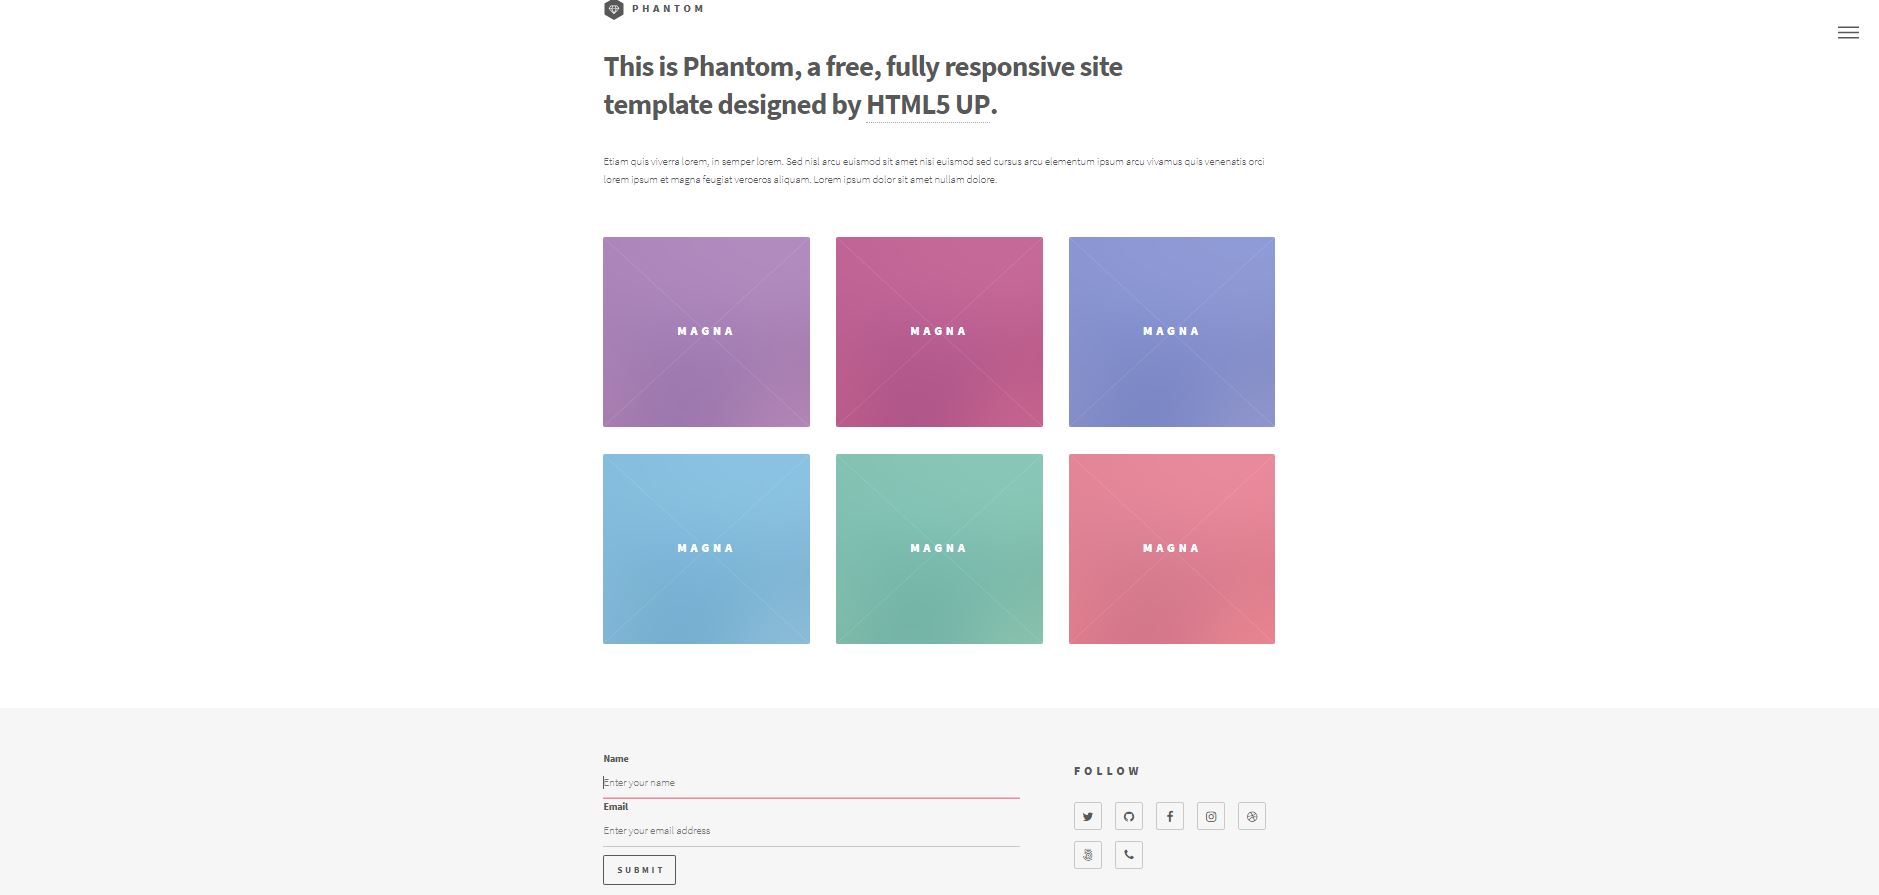 PHANTOM
This is Phantom, a free, fully responsive site
template designed by HTML5 UP.
Etiam quis viverra lorem, in semper lorem. Sed nisl arcu euismod sit amet nisi euismod sed cursus arcu elementum ipsum arcu vivamus quis venenatis orci
lorem ipsum et magna feugiat veroeros aliquam. Lorem ipsum dolor sit amet nullam dolore.
MAGNA
MAGNA
MAGNA
MAGNA
MAGNA
MAGNA
Name
Enter your name
Email
Enter your email address
SUBMIT
FOLLOW